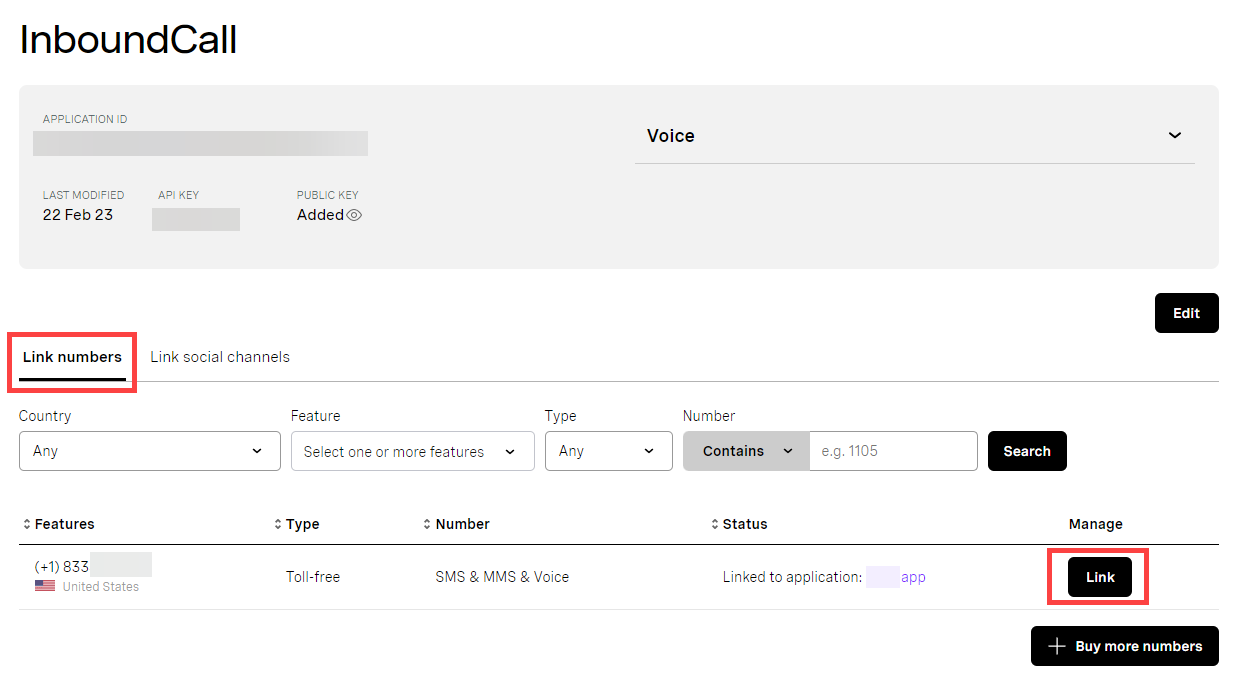 InboundCall
APPLICATION ID
Voice
LAST MODIFIED API KEY PUBLIC KEY
22 Feb 23 Added
Edit
Link numbers Link social channels
Country Feature Type Number
Any Select one or more features Any Contains e.g. 1105 Search
Features Type Number Status Manage
(+1) 833
United States Toll-free SMS & MMS & Voice Linked to application: app Link
Buy more numbers